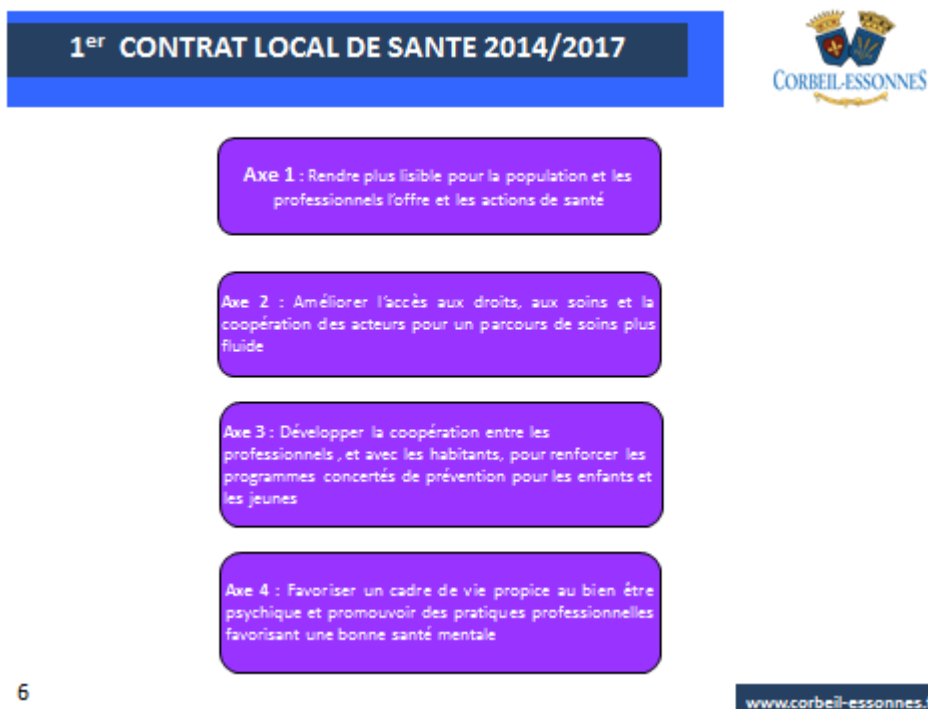 1er CONTRAT LOCAL DE SANTE 2014/2017
CORBEIL-ESSONNES
Axe 1 : Rendre plus lisible pour la population et les
professionnels l'offre et les actions de santé
Axe 2 : Améliorer l'accès aux droits, aux soins et la
coopération des acteurs pour un parcours de soins plus
fluide
Axe 3 : Développer la coopération entre les
professionnels , et avec les habitants, pour renforcer les
programmes concertés de prévention pour les enfants et
les jeunes
Axe 4 : Favoriser un cadre de vie propice au bien être
psychique et promouvoir des pratiques professionnelles
favorisant une bonne santé mentale
6
www.corbeil-essonnes.f